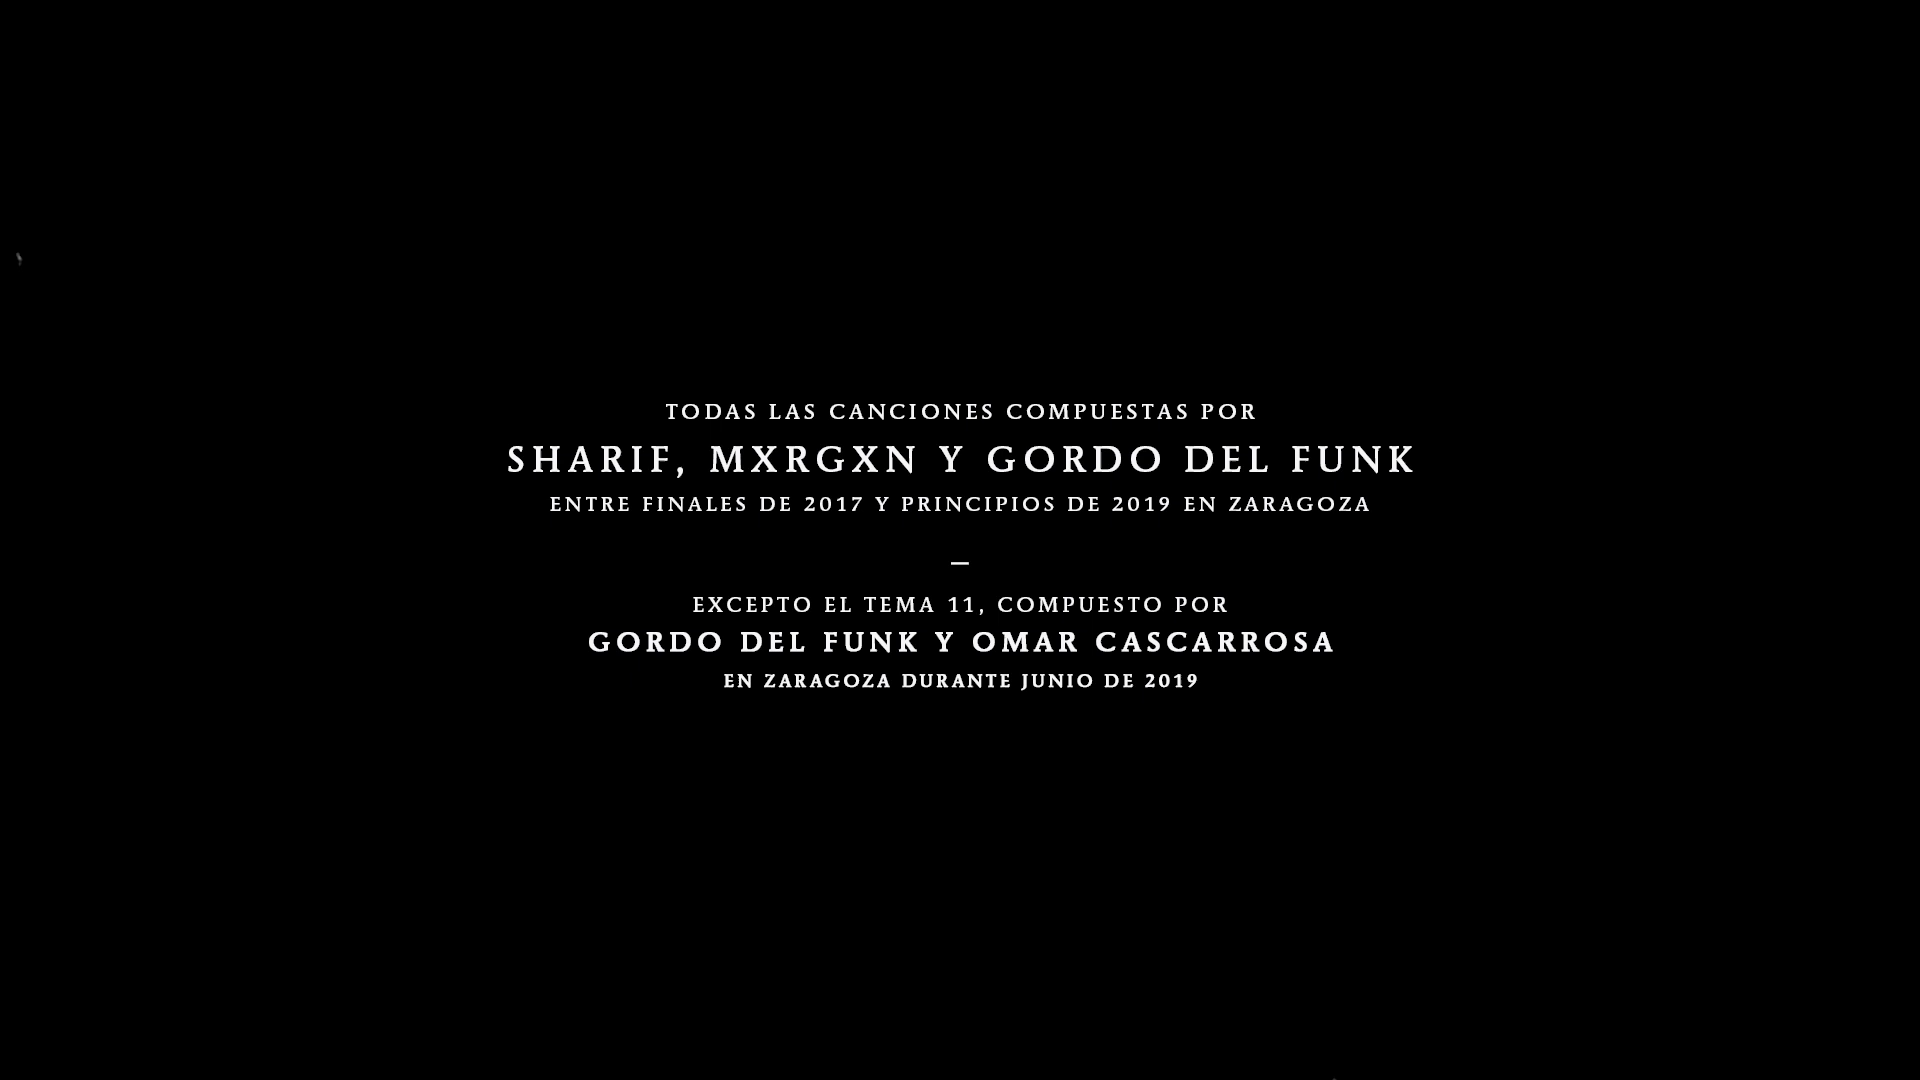 TODAS LAS CANCIONES COMPUESTAS POR
SHARIF, MXRGXN Y GORDO DEL FUNK
ENTRE FINALES DE 2017 Y PRINCIPIOS DE 2019 EN ZARAGOZA
—
EXCEPTO EL TEMA 11, COMPUESTO POR
GORDO DEL FUNK Y OMAR CASCARROSA
EN ZARAGOZA DURANTE JUNIO DE 2019